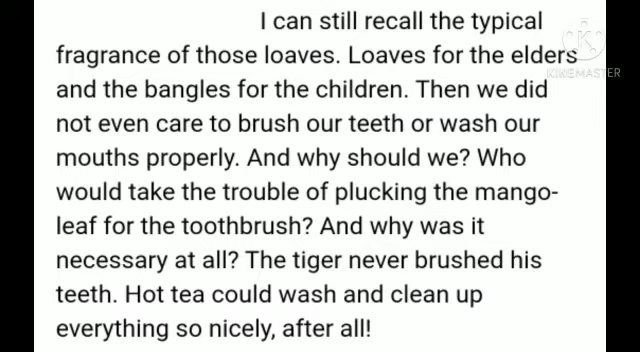 I can still recall the typical
fragrance of those loaves. Loaves for the elders
and the bangles for the children. Then we did
not even care to brush our teeth or wash our
mouths properly. And why should we? Who
would take the trouble of plucking the mango-
leaf for the toothbrush? And why was it
necessary at all? The tiger never brushed his
teeth. Hot tea could wash and clean up
everything so nicely, after all!
K
KINEMASTER